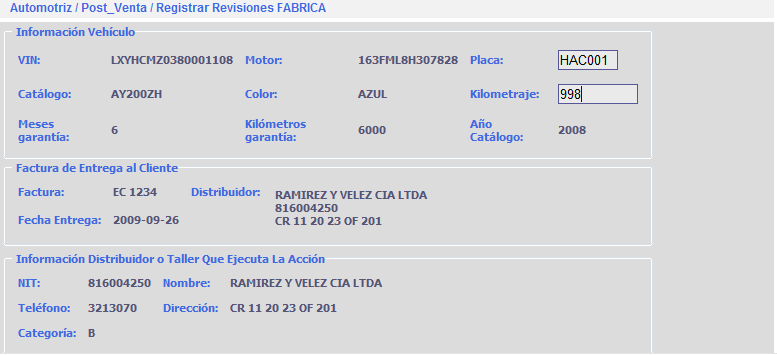 Automotriz / Post_Venta / Registrar Revisiones FABRICA
Información Vehículo
VIN: LXYHCMZ0380001108 Motor: 163FML8H307828 Placa: HAC001
Catálogo: AY200ZH Color: AZUL Kilometraje: 998
Meses garantía: 6 Kilómetros garantía: 6000 Año Catálogo: 2008
Factura de Entrega al Cliente
Factura: EC 1234 Distribuidor: RAMIREZ Y VELEZ CIA LTDA
816004250
Fecha Entrega: 2009-09-26 CR 11 20 23 OF 201
Información Distribuidor o Taller Que Ejecuta La Acción
NIT: 816004250 Nombre: RAMIREZ Y VELEZ CIA LTDA
Teléfono: 3213070 Dirección: CR 11 20 23 OF 201
Categoría: B